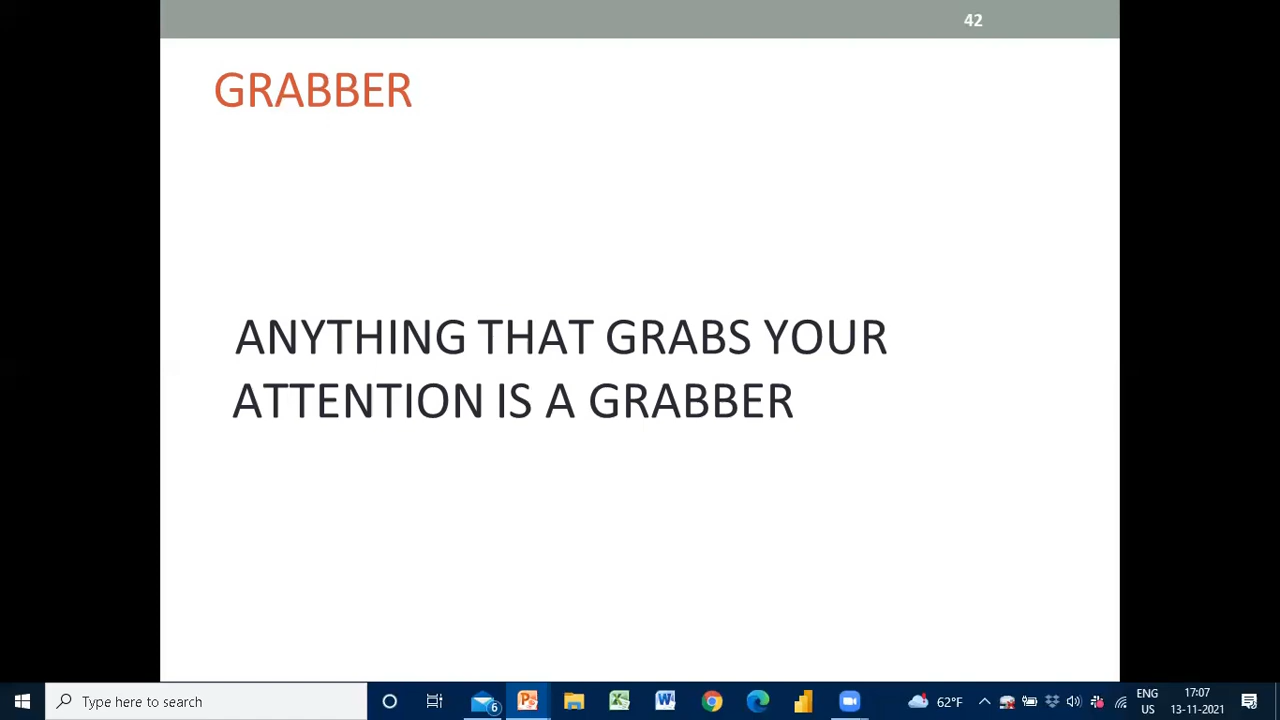 42
GRABBER
ANYTHING THAT GRABS YOUR
ATTENTION IS A GRABBER
Type here to search
6
62°F
ENG
US
17:07
13-11-2021